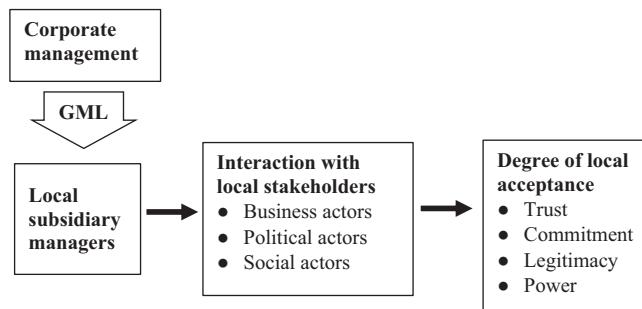 Corporate
management
GML
Local
subsidiary
managers
Interaction with
local stakeholders
● Business actors
● Political actors
● Social actors
Degree of local
acceptance
● Trust
● Commitment
● Legitimacy
● Power